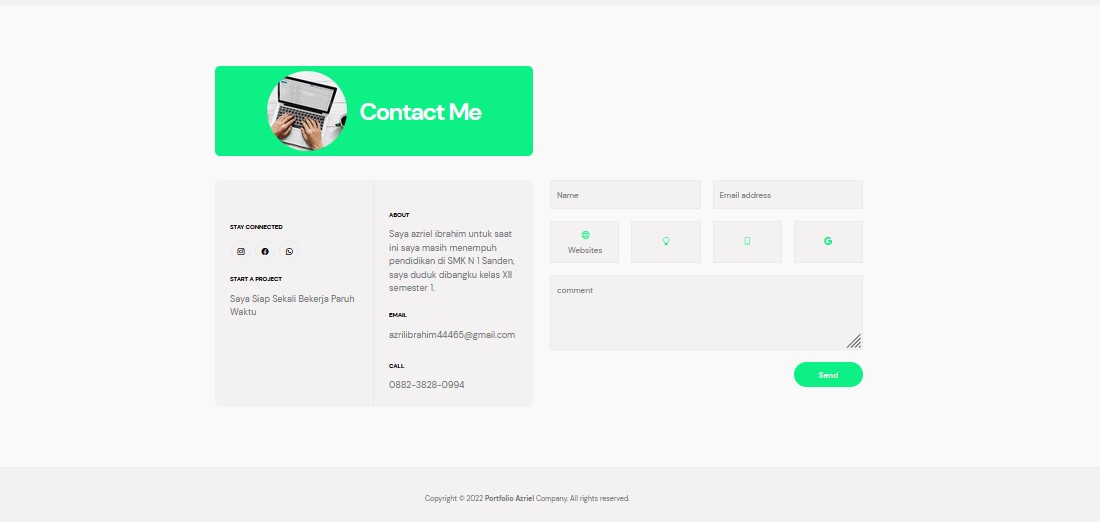 Contact Me
STAY CONNECTED
START A PROJECT
Saya Siap Sekali Bekerja Paruh
Waktu
ABOUT
Saya azriel ibrahim untuk saat
ini saya masih menempuh
pendidikan di SMK N 1 Sanden,
saya duduk dibangku kelas XII
semester 1.
EMAIL
azrilibrahim44465@gmail.com
CALL
0882-3828-0994
Name
Email address
Websites
comment
Send
Copyright © 2022 Portfolio Azriel Company. All rights reserved.